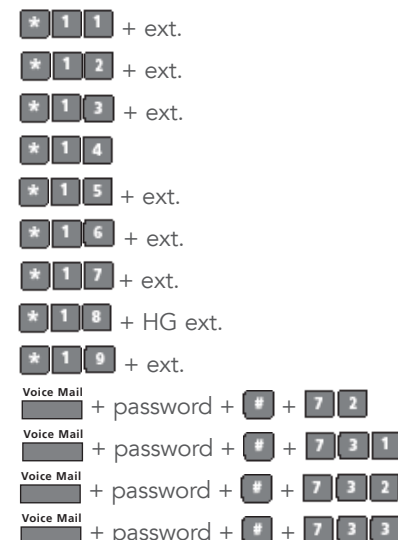 * 1 1 + ext.
* 1 2 + ext.
* 1 3 + ext.
* 1 4
* 1 5 + ext.
* 1 6 + ext.
* 1 7 + ext.
* 1 8 + HG ext.
* 1 9 + ext.
Voice Mail + password + # + 7 2
Voice Mail + password + # + 7 3 1
Voice Mail + password + # + 7 3 2
Voice Mail + password + # + 7 3 3